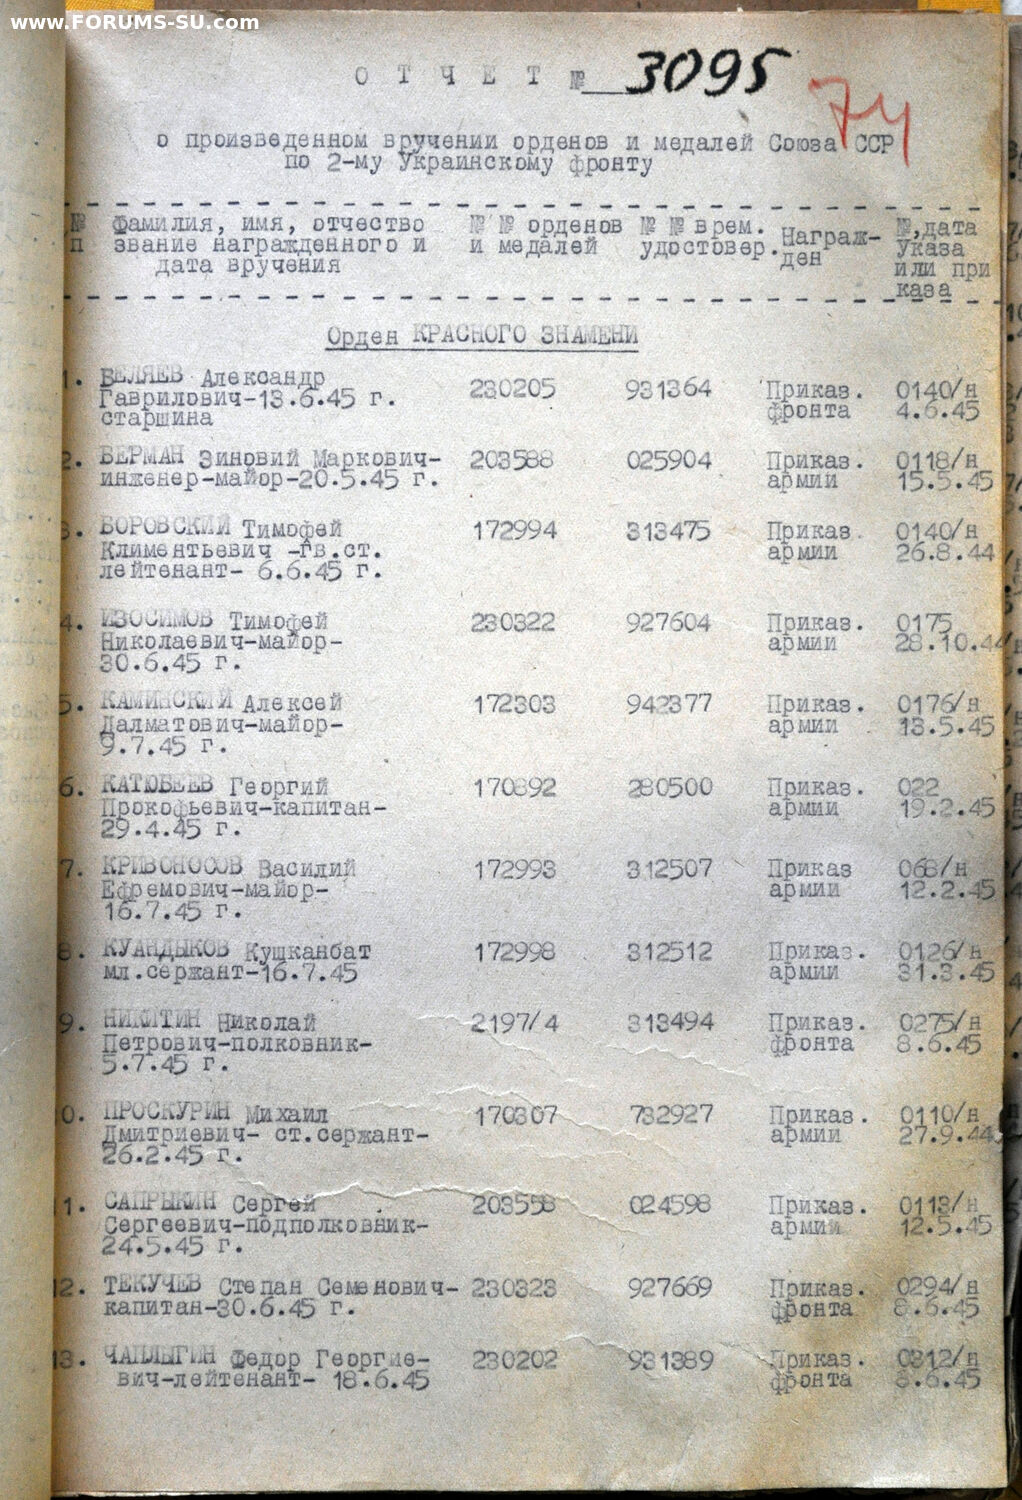 www.FORUMS-SU.com
ОТЧЕТ № 3095
74
о произведенном вручении орденов и медалей Союза ССР
по 2-му Украинскому фронту
№ Фамилия, имя, отчество № № орденов № № врем. Награж- №,дата
п звание награжденного и и медалей удостовер. ден указа
дата вручения или при
каза
Орден КРАСНОГО ЗНАМЕНИ
1. БЕЛЯЕВ Александр 230205 931364 Приказ. 0140/н
Гаврилович-13.6.45 г. фронта 4.6.45
старшина
2. БЕРМАН Зиновий Маркович- 203588 025904 Приказ. 0118/н
инженер-майор-20.5.45 г. армии 15.5.45
3. БОРОВСКИЙ Тимофей 172994 313475 Приказ. 0140/н
Климентьевич -гв.ст. армии 26.8.44
лейтенант- 6.6.45 г.
4. ИЗОСИМОВ Тимофей 230322 927604 Приказ. 0175
Николаевич-майор- армии 28.10.44
30.6.45 г.
5. КАМИНСКИЙ Алексей 172303 942377 Приказ. 0176/н
Далматович-майор- армии 13.5.45
9.7.45 г.
6. КАТЮБЕЕВ Георгий 170892 280500 Приказ. 022
Прокофьевич-капитан- армии 19.2.45
29.4.45 г.
7. КРИВОНОСОВ Василий 172993 312507 Приказ 068/н
Ефремович-майор- армии 12.2.45
16.7.45 г.
8. КУАНДЫКОВ Кушканбат 172998 312512 Приказ. 0126/н
мл.сержант-16.7.45 армии 31.3.45
9. НИКИТИН Николай 2197/4 313494 Приказ. 0275/н
Петрович-полковник- фронта 8.6.45
5.7.45 г.
0. ПРОСКУРИН Михаил 170307 732927 Приказ. 0110/н
Дмитриевич- ст.сержант- армии 27.9.44
26.2.45 г.
11. САПРЫКИН Сергей 203558 024598 Приказ. 0113/н
Сергеевич-подполковник- армии 12.5.45
24.5.45 г.
12. ТЕКУЧЕВ Степан Семенович- 230323 927669 Приказ. 0294/н
капитан-30.6.45 г. фронта 8.6.45
13. ЧАПЛЫГИН Федор Георгие- 230202 931389 Приказ. 0312/н
вич-лейтенант- 18.6.45 фронта 8.6.45